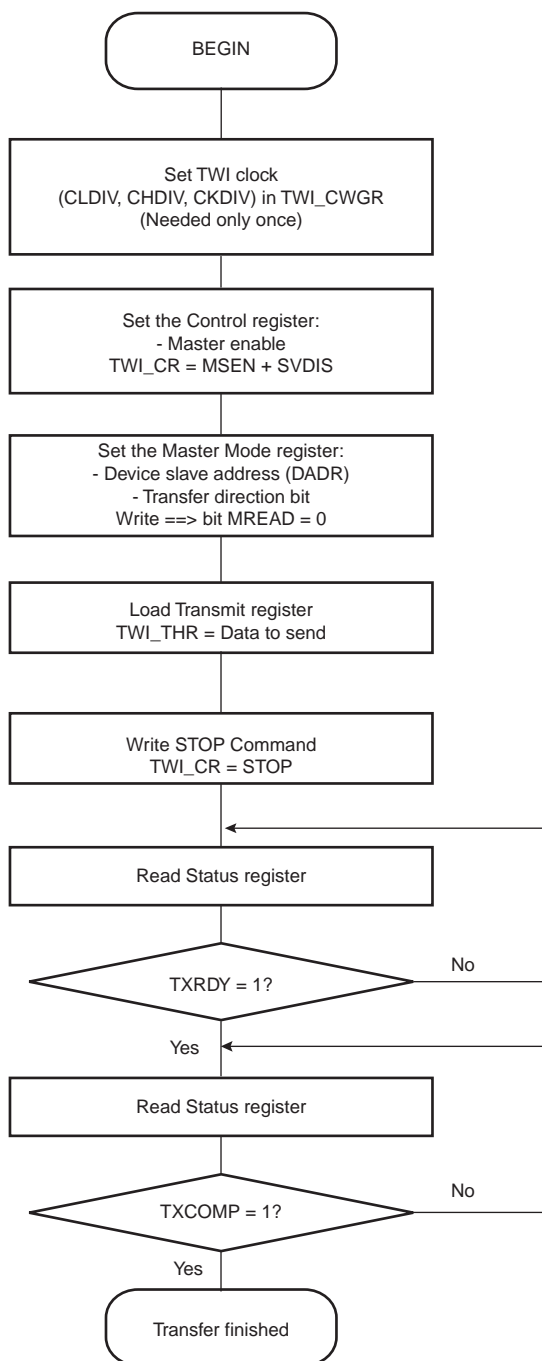 BEGIN
Set TWI clock
(CLDIV, CHDIV, CKDIV) in TWI_CWGR
(Needed only once)
Set the Control register:
- Master enable
TWI_CR = MSEN + SVDIS
Set the Master Mode register:
- Device slave address (DADR)
- Transfer direction bit
Write ==> bit MREAD = 0
Load Transmit register
TWI_THR = Data to send
Write STOP Command
TWI_CR = STOP
Read Status register
TXRDY = 1?
No
Yes
Read Status register
TXCOMP = 1?
No
Yes
Transfer finished